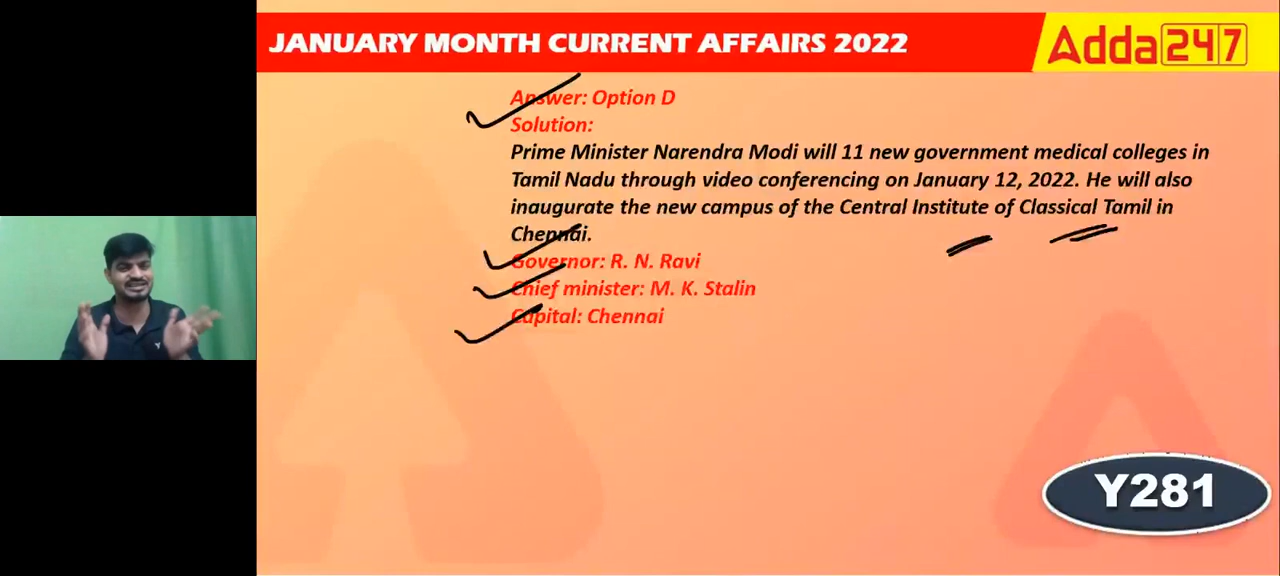 JANUARY MONTH CURRENT AFFAIRS 2022
Adda247
Answer: Option D
Solution:
Prime Minister Narendra Modi will 11 new government medical colleges in
Tamil Nadu through video conferencing on January 12, 2022. He will also
inaugurate the new campus of the Central Institute of Classical Tamil in
Chennai.
Governor: R. N. Ravi
Chief minister: M. K. Stalin
Capital: Chennai
Y281